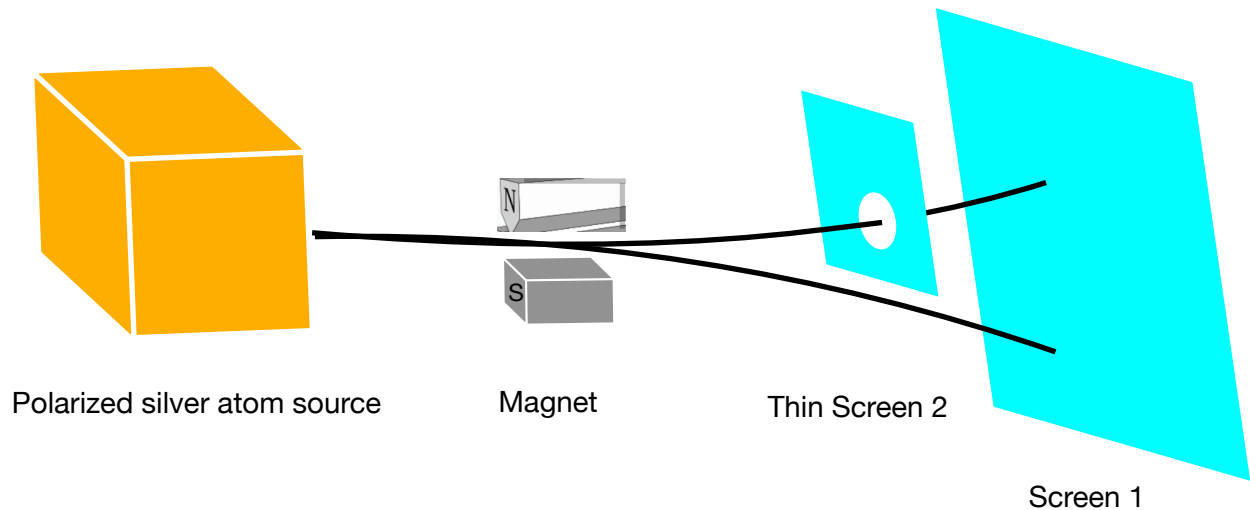 N
S
Polarized silver atom source
Magnet
Thin Screen 2
Screen 1